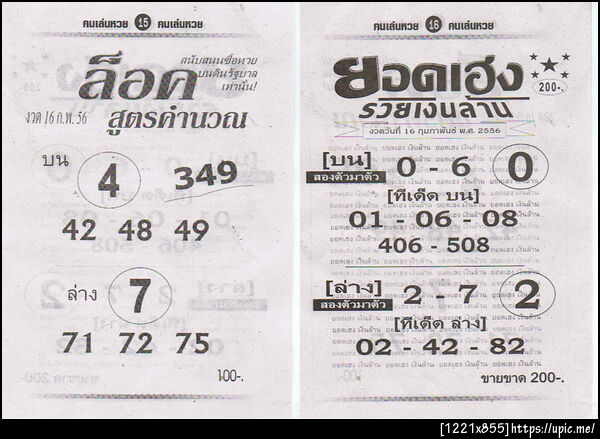 คนเล่นหวย 15 คนเล่นหวย
ล็อค
สนับสนุนซื้อหวย
บนดินรัฐบาล
เท่านั้น!
สูตรคำนวณ
งวด 16 ก.พ. 56
บน 4 349
42 48 49
ล่าง 7
71 72 75
100-.
คนเล่นหวย 16 คนเล่นหวย
ยอดเฮง
200-.
รวยเงินล้าน
งวดวันที่ 16 กุมภาพันธ์ พ.ศ. 2556
[บน] 0 - 6 0
สองตัวมาตัว
[ทีเด็ด บน]
01 - 06 - 08
406 - 508
[ล่าง] 2 - 7 2
สองตัวมาตัว
[ทีเด็ด ล่าง]
02 - 42 - 82
ขายขาด 200-.
[1221x855]https://upic.me/